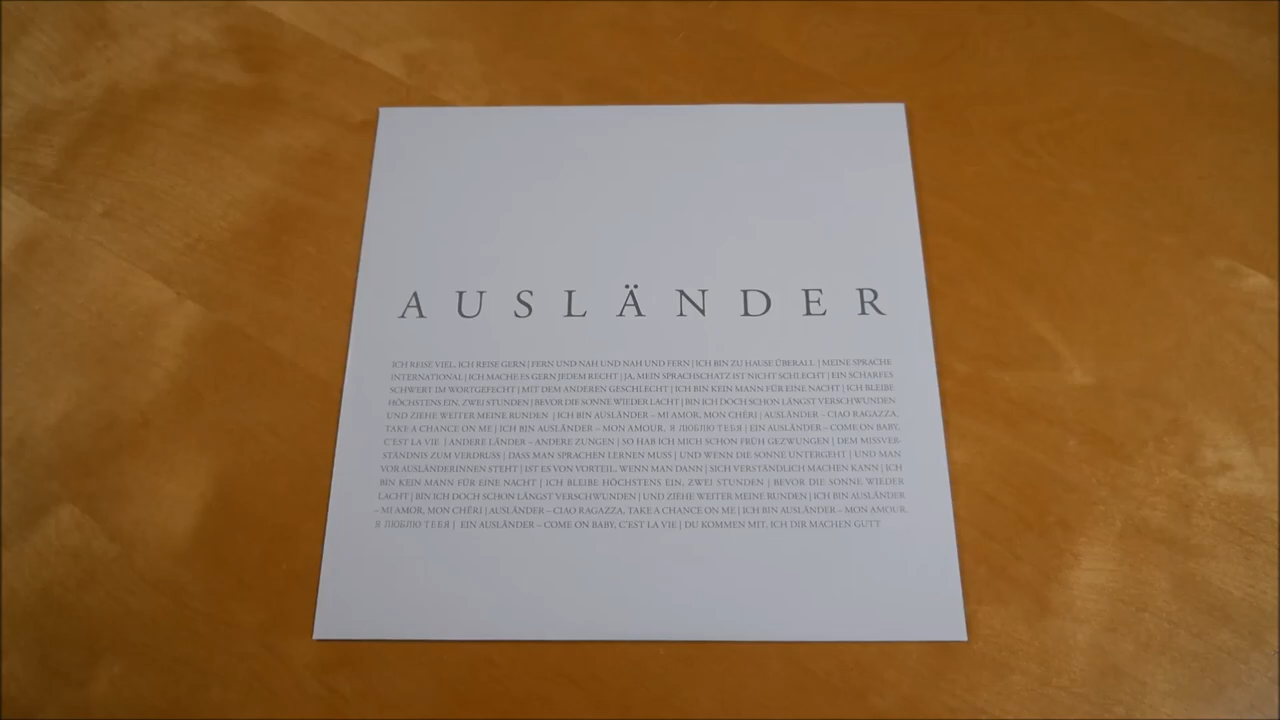 AUSLÄNDER
ICH REISE VIEL, ICH REISE GERN | FERN UND NAH UND NAH UND FERN | ICH BIN ZU HAUSE ÜBERALL | MEINE SPRACHE
INTERNATIONAL | ICH MACHE ES GERN JEDEM RECHT | JA, MEIN SPRACHSCHATZ IST NICHT SCHLECHT | EIN SCHARFES
SCHWERT IM WORTGEFECHT | MIT DEM ANDEREN GESCHLECHT | ICH BIN KEIN MANN FÜR EINE NACHT | ICH BLEIBE
HÖCHSTENS EIN, ZWEI STUNDEN | BEVOR DIE SONNE WIEDER LACHT | BIN ICH DOCH SCHON LÄNGST VERSCHWUNDEN
UND ZIEHE WEITER MEINE RUNDEN | ICH BIN AUSLÄNDER – MI AMOR, MON CHÉRI | AUSLÄNDER – CIAO RAGAZZA,
TAKE A CHANCE ON ME | ICH BIN AUSLÄNDER – MON AMOUR, Я ЛЮБЛЮ ТЕБЯ | EIN AUSLÄNDER – COME ON BABY,
C'EST LA VIE | ANDERE LÄNDER – ANDERE ZUNGEN | SO HAB ICH MICH SCHON FRÜH GEZWUNGEN | DEM MISSVER-
STÄNDNIS ZUM VERDRUSS | DASS MAN SPRACHEN LERNEN MUSS | UND WENN DIE SONNE UNTERGEHT | UND MAN
VOR AUSLÄNDERINNEN STEHT | IST ES VON VORTEIL, WENN MAN DANN | SICH VERSTÄNDLICH MACHEN KANN | ICH
BIN KEIN MANN FÜR EINE NACHT | ICH BLEIBE HÖCHSTENS EIN, ZWEI STUNDEN | BEVOR DIE SONNE WIEDER
LACHT | BIN ICH DOCH SCHON LÄNGST VERSCHWUNDEN | UND ZIEHE WEITER MEINE RUNDEN | ICH BIN AUSLÄNDER
– MI AMOR, MON CHÉRI | AUSLÄNDER – CIAO RAGAZZA, TAKE A CHANCE ON ME | ICH BIN AUSLÄNDER – MON AMOUR,
Я ЛЮБЛЮ ТЕБЯ | EIN AUSLÄNDER – COME ON BABY, C'EST LA VIE | DU KOMMEN MIT, ICH DIR MACHEN GUTT